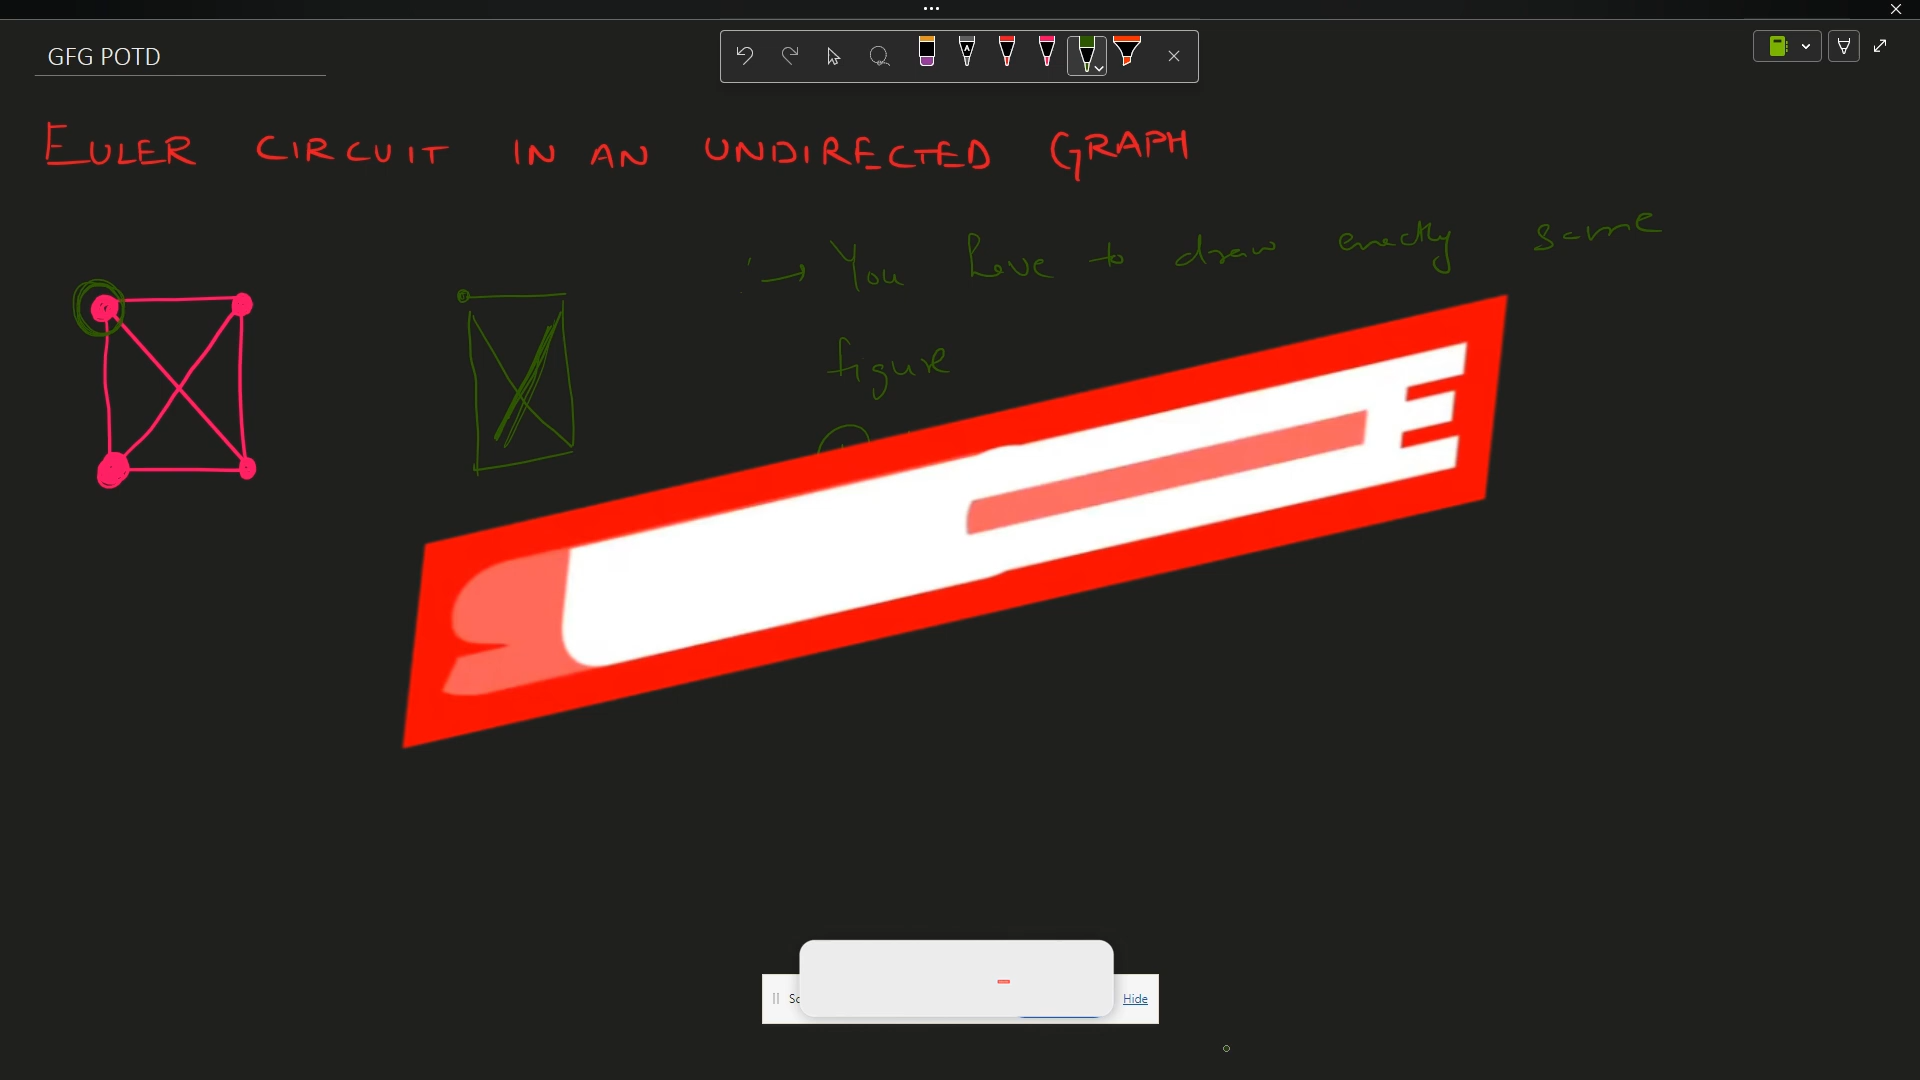 GFG POTD
EULER CIRCUIT IN AN UNDIRECTED GRAPH
:→ You have to draw exactly same
figure
Hide